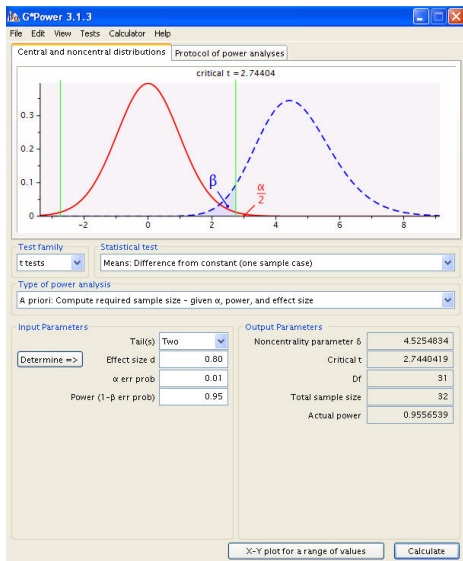 G*Power 3.1.3
File Edit View Tests Calculator Help
Central and noncentral distributions Protocol of power analyses
critical t = 2.74404
0.3
0.2
0.1
0
β
α
2
−2 0 2 4 6 8
Test family Statistical test
t tests Means: Difference from constant (one sample case)
Type of power analysis
A priori: Compute required sample size - given α, power, and effect size
Input Parameters Output Parameters
Tail(s) Two Noncentrality parameter δ 4.5254834
Determine => Effect size d 0.80 Critical t 2.7440419
α err prob 0.01 Df 31
Power (1-β err prob) 0.95 Total sample size 32
Actual power 0.9556539
X-Y plot for a range of values Calculate